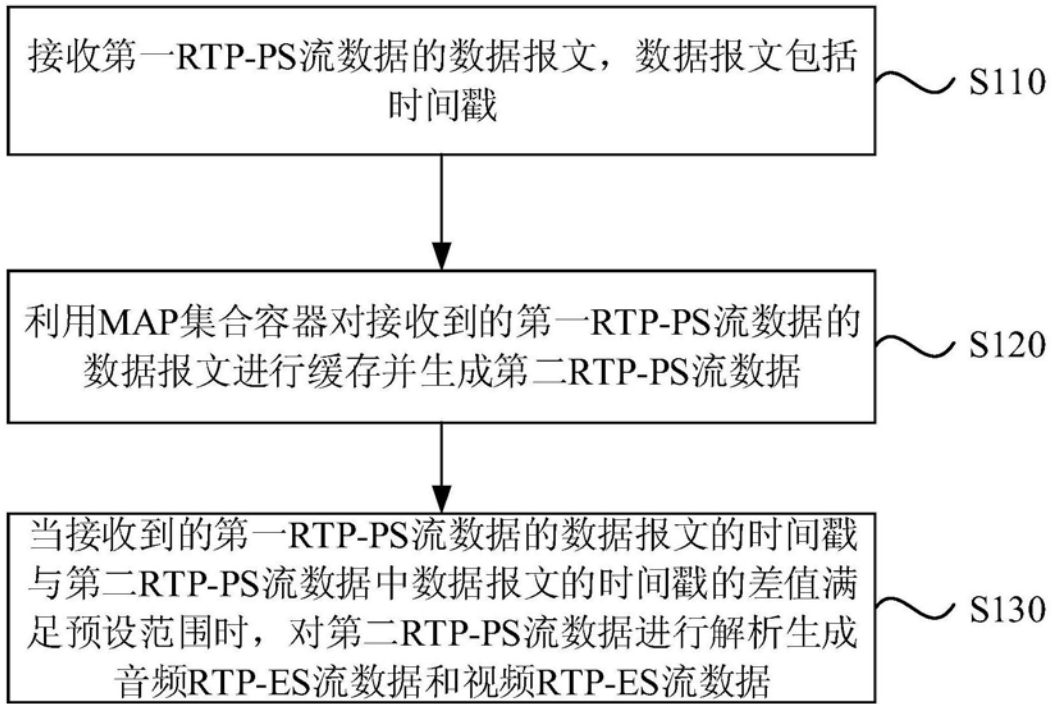 接收第一RTP-PS流数据的数据报文，数据报文包括
时间戳
S110
利用MAP集合容器对接收到的第一RTP-PS流数据的
数据报文进行缓存并生成第二RTP-PS流数据
S120
当接收到的第一RTP-PS流数据的数据报文的时间戳
与第二RTP-PS流数据中数据报文的时间戳的差值满
足预设范围时，对第二RTP-PS流数据进行解析生成
音频RTP-ES流数据和视频RTP-ES流数据
S130